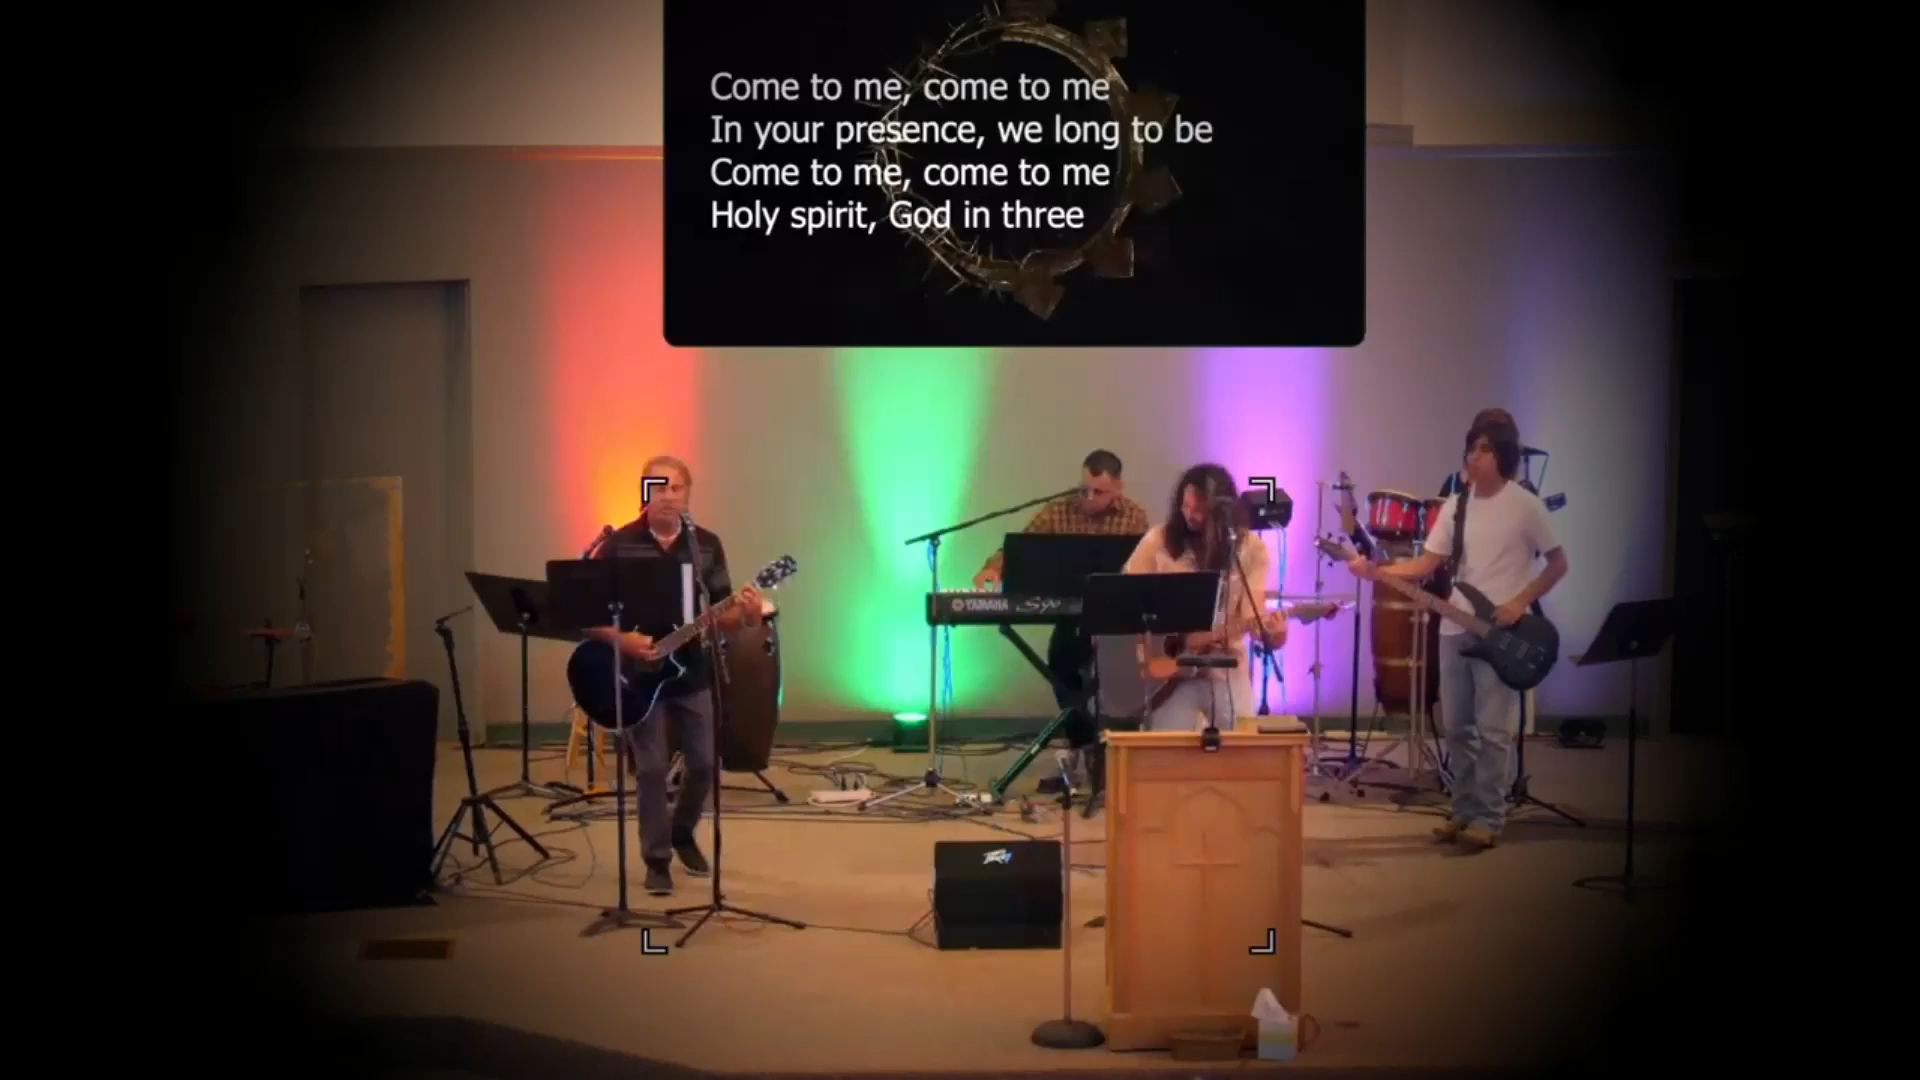 Come to me, come to me
In your presence, we long to be
Come to me, come to me
Holy spirit, God in three
YAMAHA